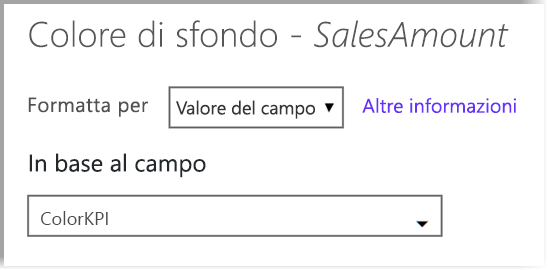 Colore di sfondo - SalesAmount
Formatta per Valore del campo Altre informazioni
In base al campo
ColorKPI